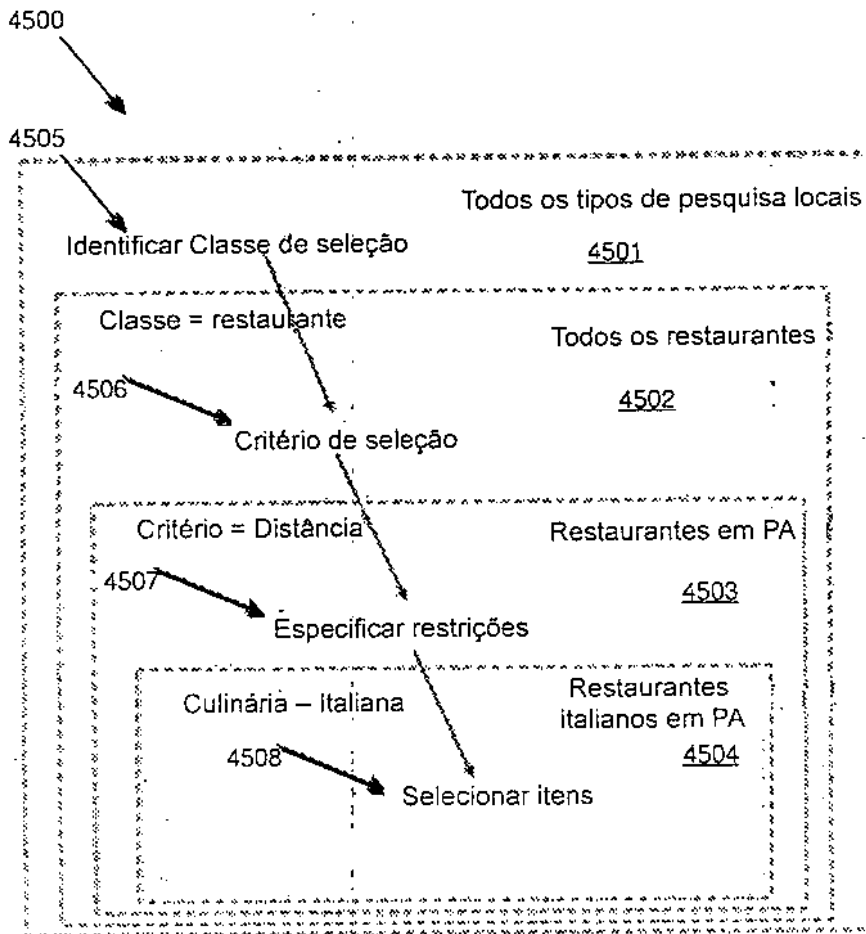 4500
4505
Todos os tipos de pesquisa locais
Identificar Classe de seleção
4501
Classe = restaurante
Todos os restaurantes
4506
4502
Critério de seleção
Critério = Distância
Restaurantes em PA
4507
4503
Especificar restrições
Culinária – Italiana
Restaurantes
italianos em PA
4508
4504
Selecionar itens